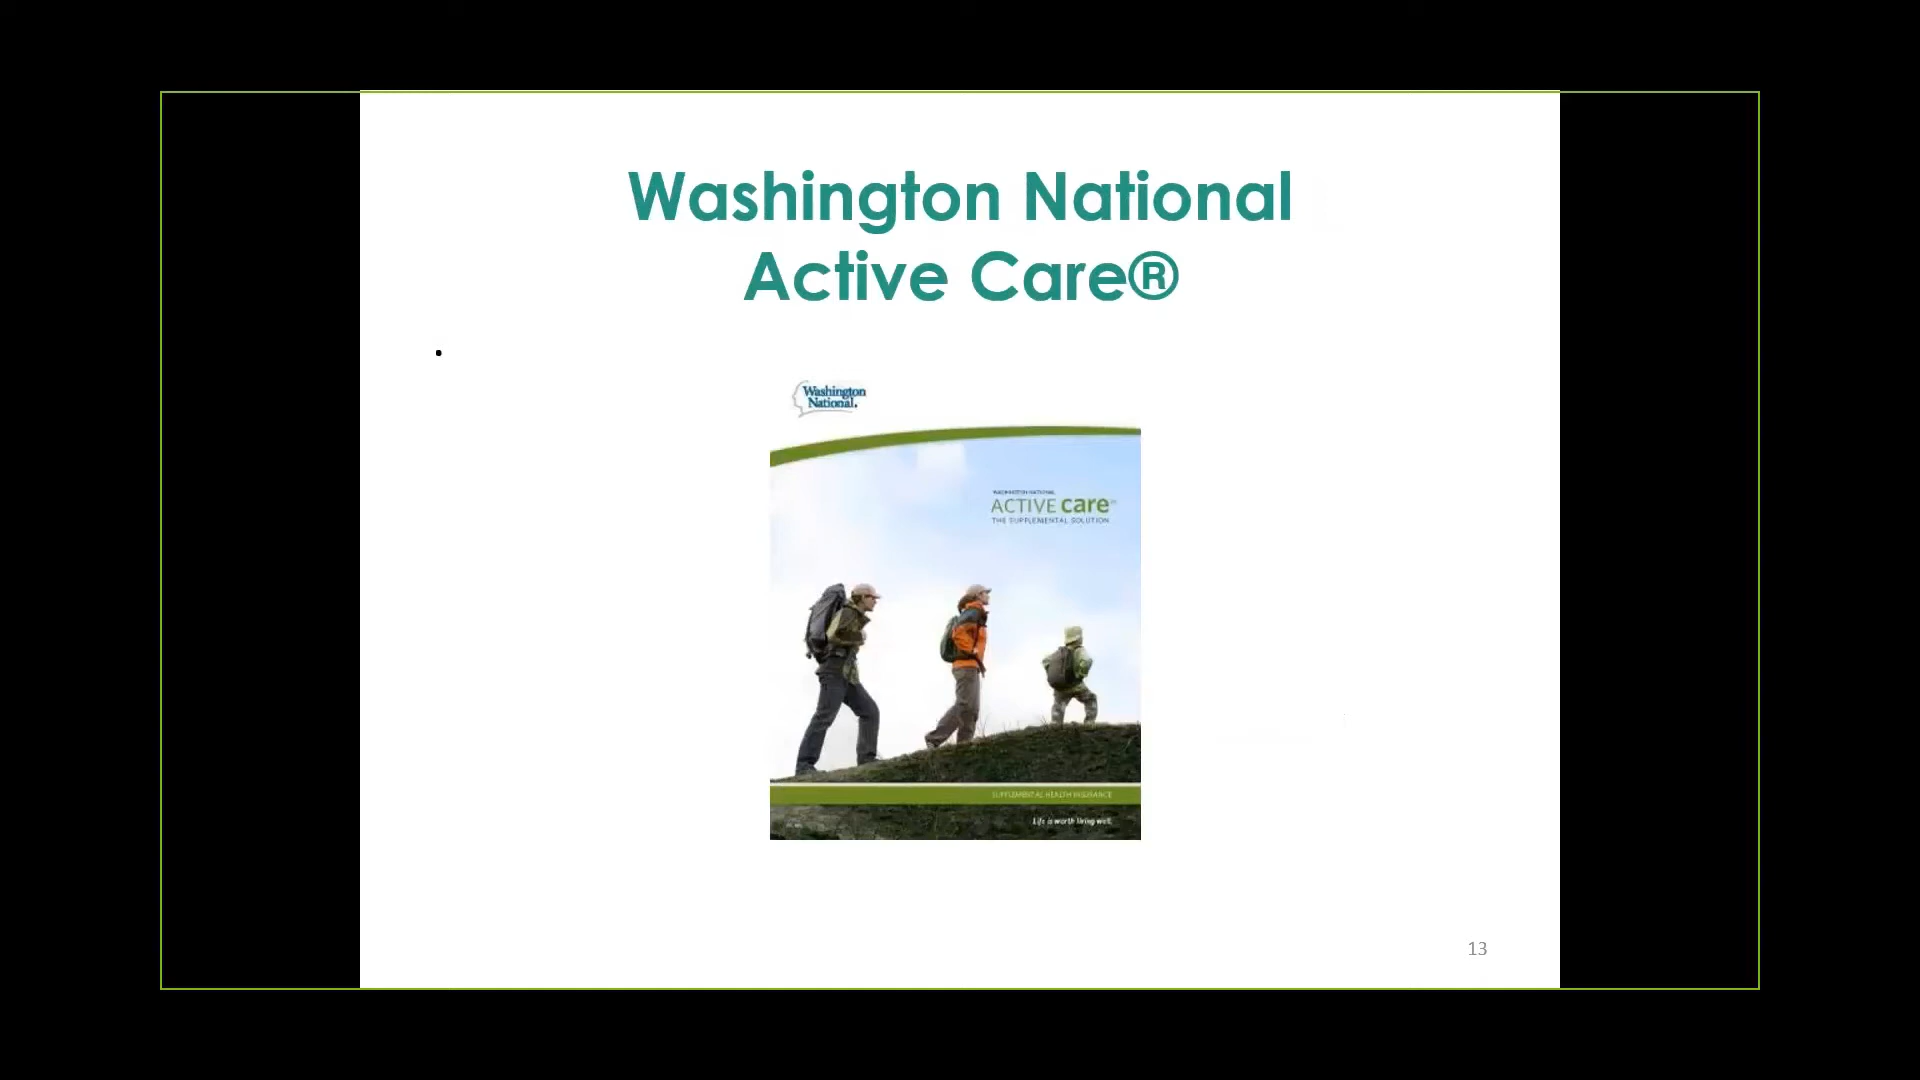 Washington National
Active Care®
Washington
National.
WASHINGTON NATIONAL
ACTIVE care
THE SUPPLEMENTAL SOLUTION
SUPPLEMENTAL HEALTH INSURANCE
Life is worth living well.
13